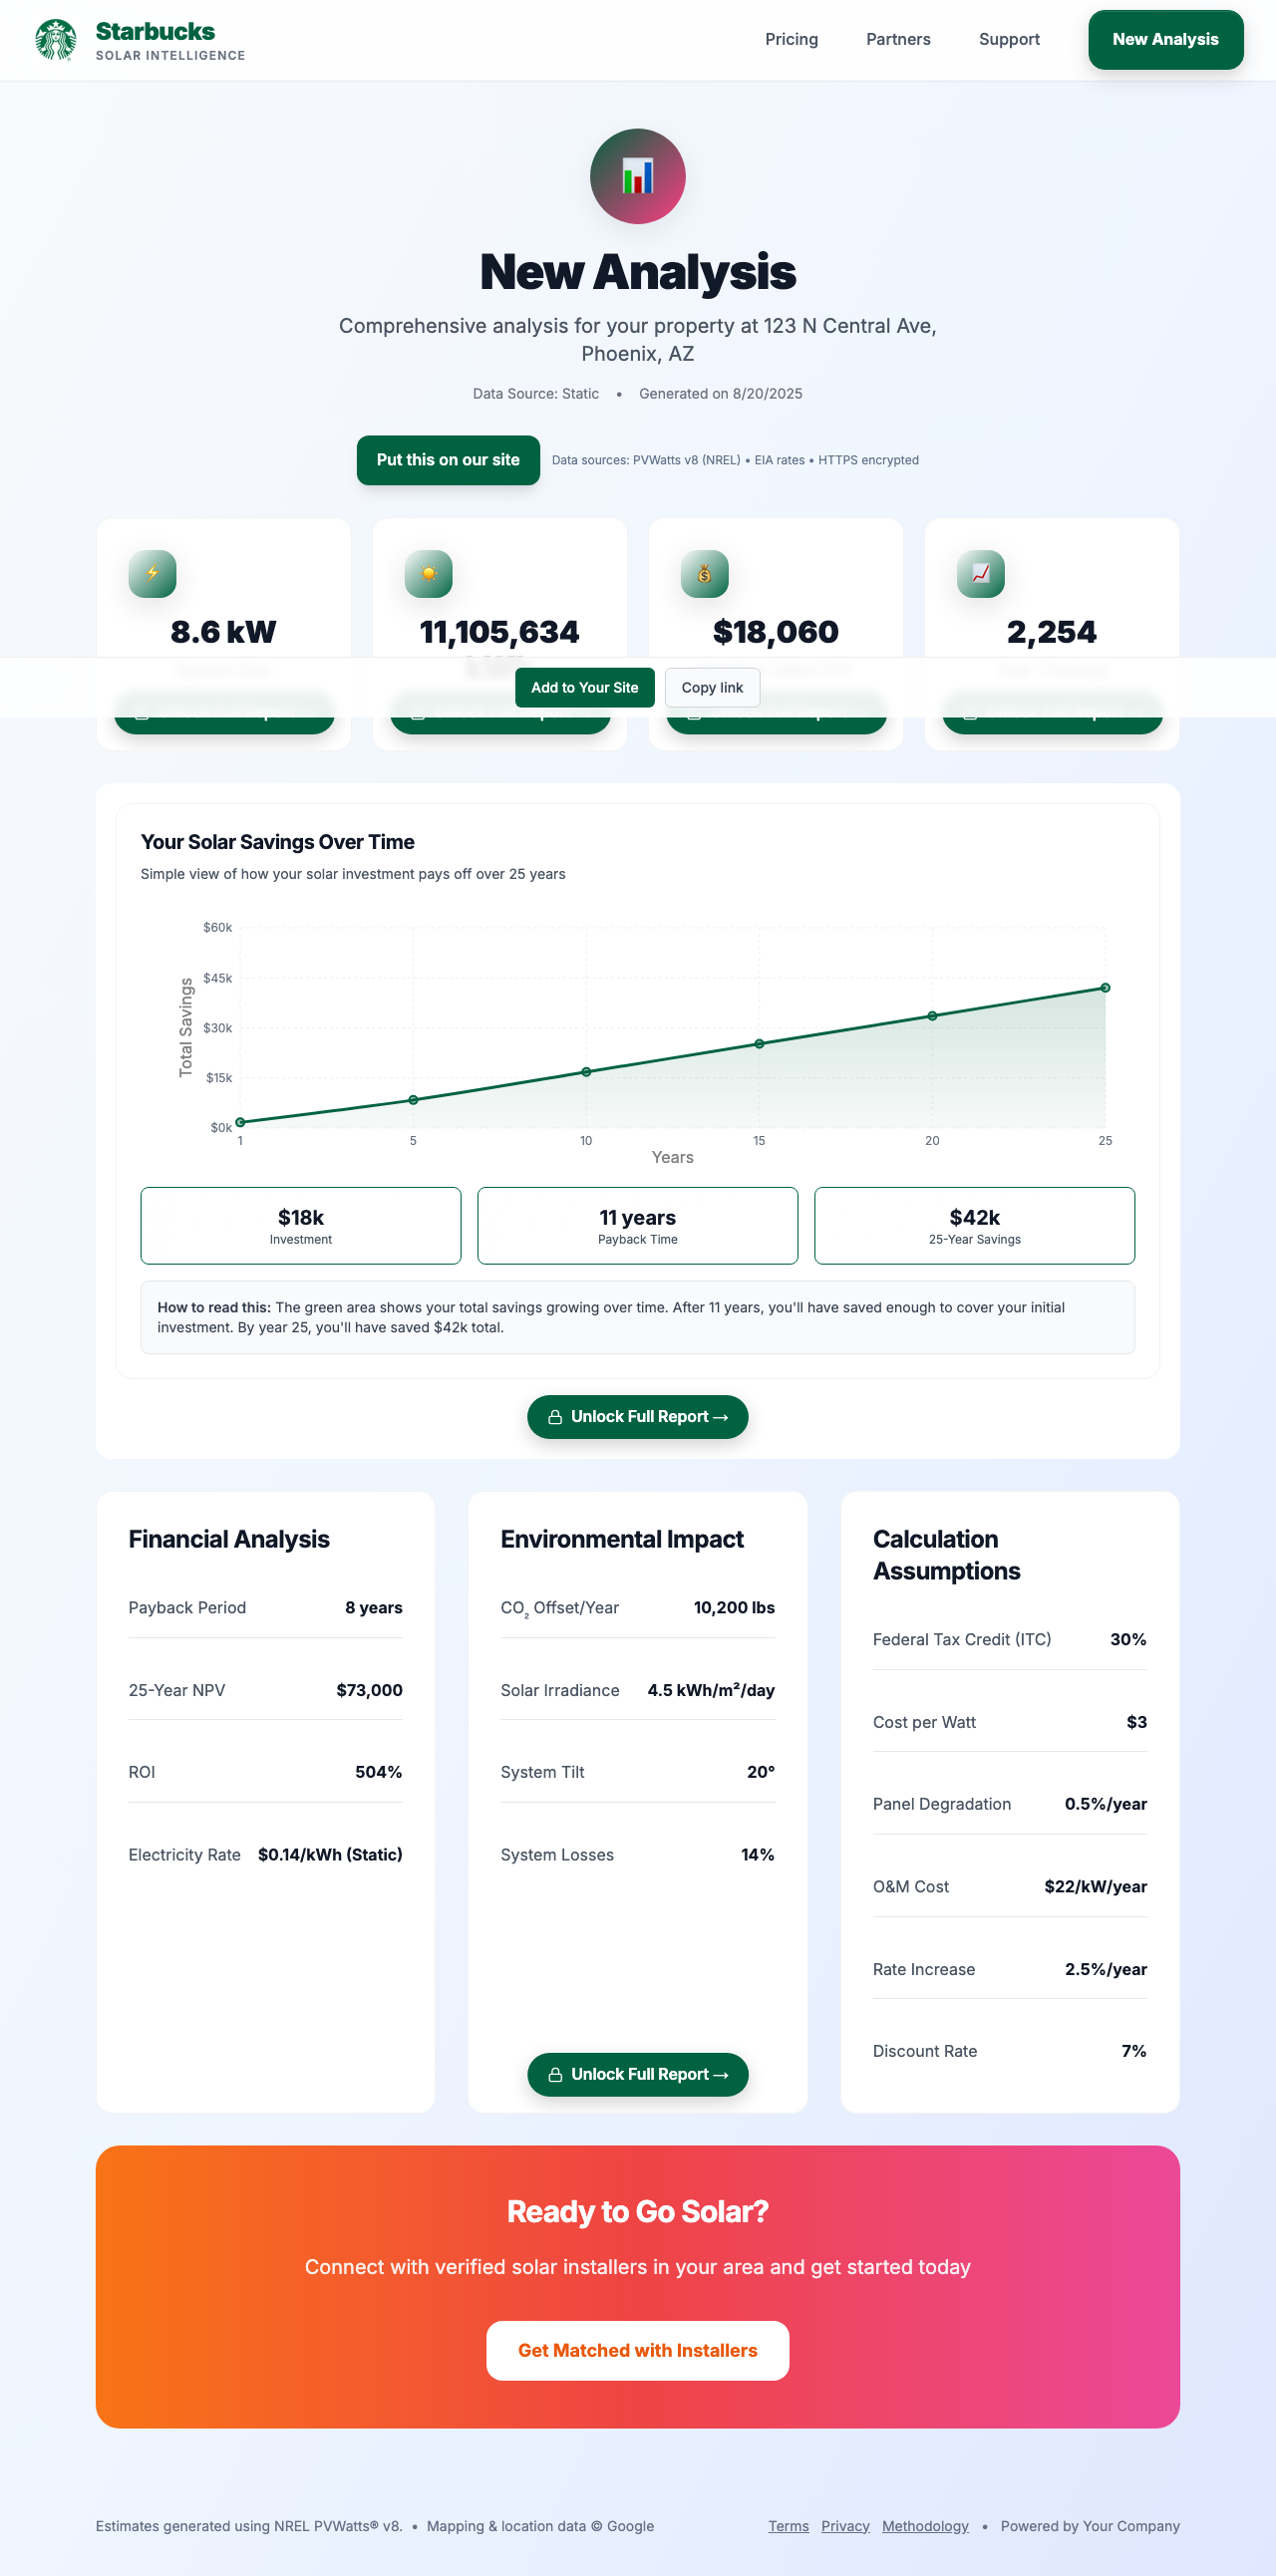 Starbucks
SOLAR INTELLIGENCE
Pricing
Partners
Support
New Analysis
New Analysis
Comprehensive analysis for your property at 123 N Central Ave,
Phoenix, AZ
Data Source: Static • Generated on 8/20/2025
Put this on our site
Data sources: PVWatts v8 (NREL) • EIA rates • HTTPS encrypted
8.6 kW
11,105,634
$18,060
2,254
Add to Your Site
Copy link
Your Solar Savings Over Time
Simple view of how your solar investment pays off over 25 years
$60k
$45k
$30k
$15k
$0k
Total Savings
1
5
10
15
20
25
Years
$18k
Investment
11 years
Payback Time
$42k
25-Year Savings
How to read this: The green area shows your total savings growing over time. After 11 years, you'll have saved enough to cover your initial
investment. By year 25, you'll have saved $42k total.
Unlock Full Report →
Financial Analysis
Payback Period 8 years
25-Year NPV $73,000
ROI 504%
Electricity Rate $0.14/kWh (Static)
Environmental Impact
CO₂ Offset/Year 10,200 lbs
Solar Irradiance 4.5 kWh/m²/day
System Tilt 20°
System Losses 14%
Unlock Full Report →
Calculation
Assumptions
Federal Tax Credit (ITC) 30%
Cost per Watt $3
Panel Degradation 0.5%/year
O&M Cost $22/kW/year
Rate Increase 2.5%/year
Discount Rate 7%
Ready to Go Solar?
Connect with verified solar installers in your area and get started today
Get Matched with Installers
Estimates generated using NREL PVWatts® v8. • Mapping & location data © Google
Terms Privacy Methodology • Powered by Your Company